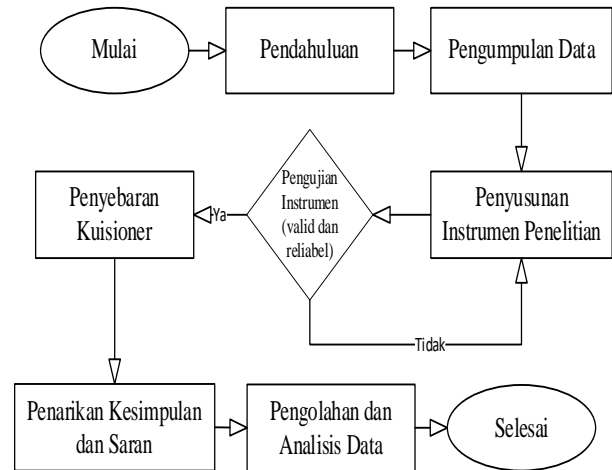 Mulai
Pendahuluan
Pengumpulan Data
Penyusunan
Instrumen Penelitian
Pengujian
Instrumen
(valid dan
reliabel)
Ya
Tidak
Penyebaran
Kuisioner
Penarikan Kesimpulan
dan Saran
Pengolahan dan
Analisis Data
Selesai